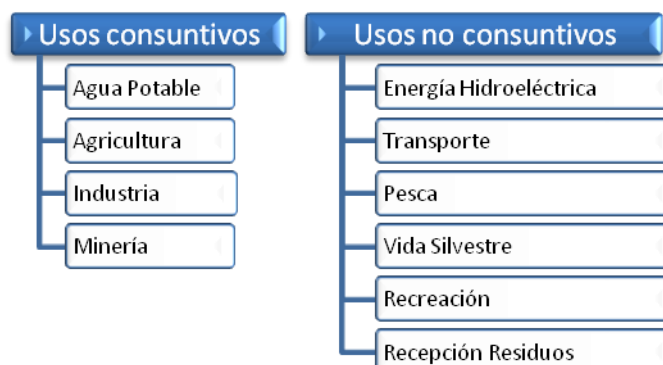 Usos consuntivos
Agua Potable
Agricultura
Industria
Minería
Usos no consuntivos
Energía Hidroeléctrica
Transporte
Pesca
Vida Silvestre
Recreación
Recepción Residuos